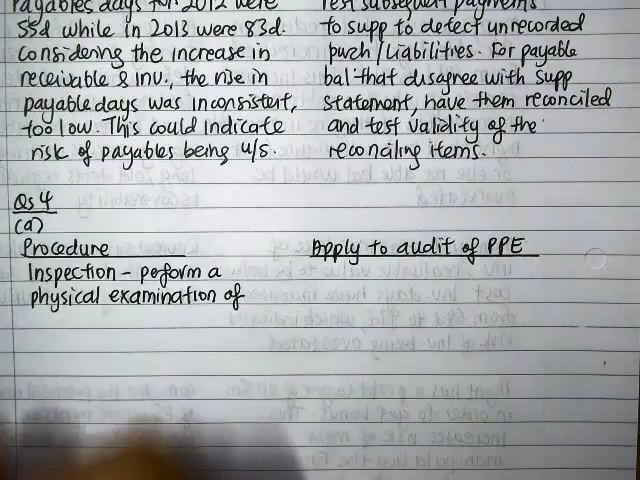 Payables days for 2012 were
55d while in 2013 were 83d.
considering the increase in
receivable & inv., the rise in
payable days was inconsistent,
too low. This could indicate
risk of payables being u/s.
Test subsequent payments
to supp to detect unrecorded
purch/liabilities. For payable
bal that disagree with supp
statement, have them reconciled
and test validity of the
reconciling items.
Qs 4
(a)
Procedure
Apply to audit of PPE
Inspection - perform a
physical examination of